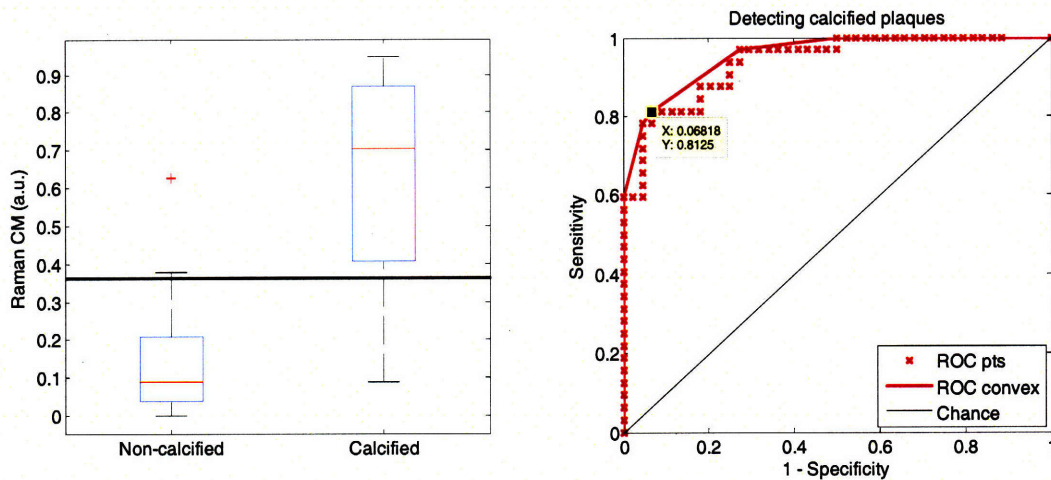 Raman CM (a.u.)
0.9
0.8
0.7
0.6
0.5
0.4
0.3
0.2
0.1
0
Non-calcified
Calcified
Detecting calcified plaques
Sensitivity
1
0.8
0.6
0.4
0.2
0
X: 0.06818
Y: 0.8125
ROC pts
ROC convex
Chance
0
0.2
0.4
0.6
0.8
1 - Specificity